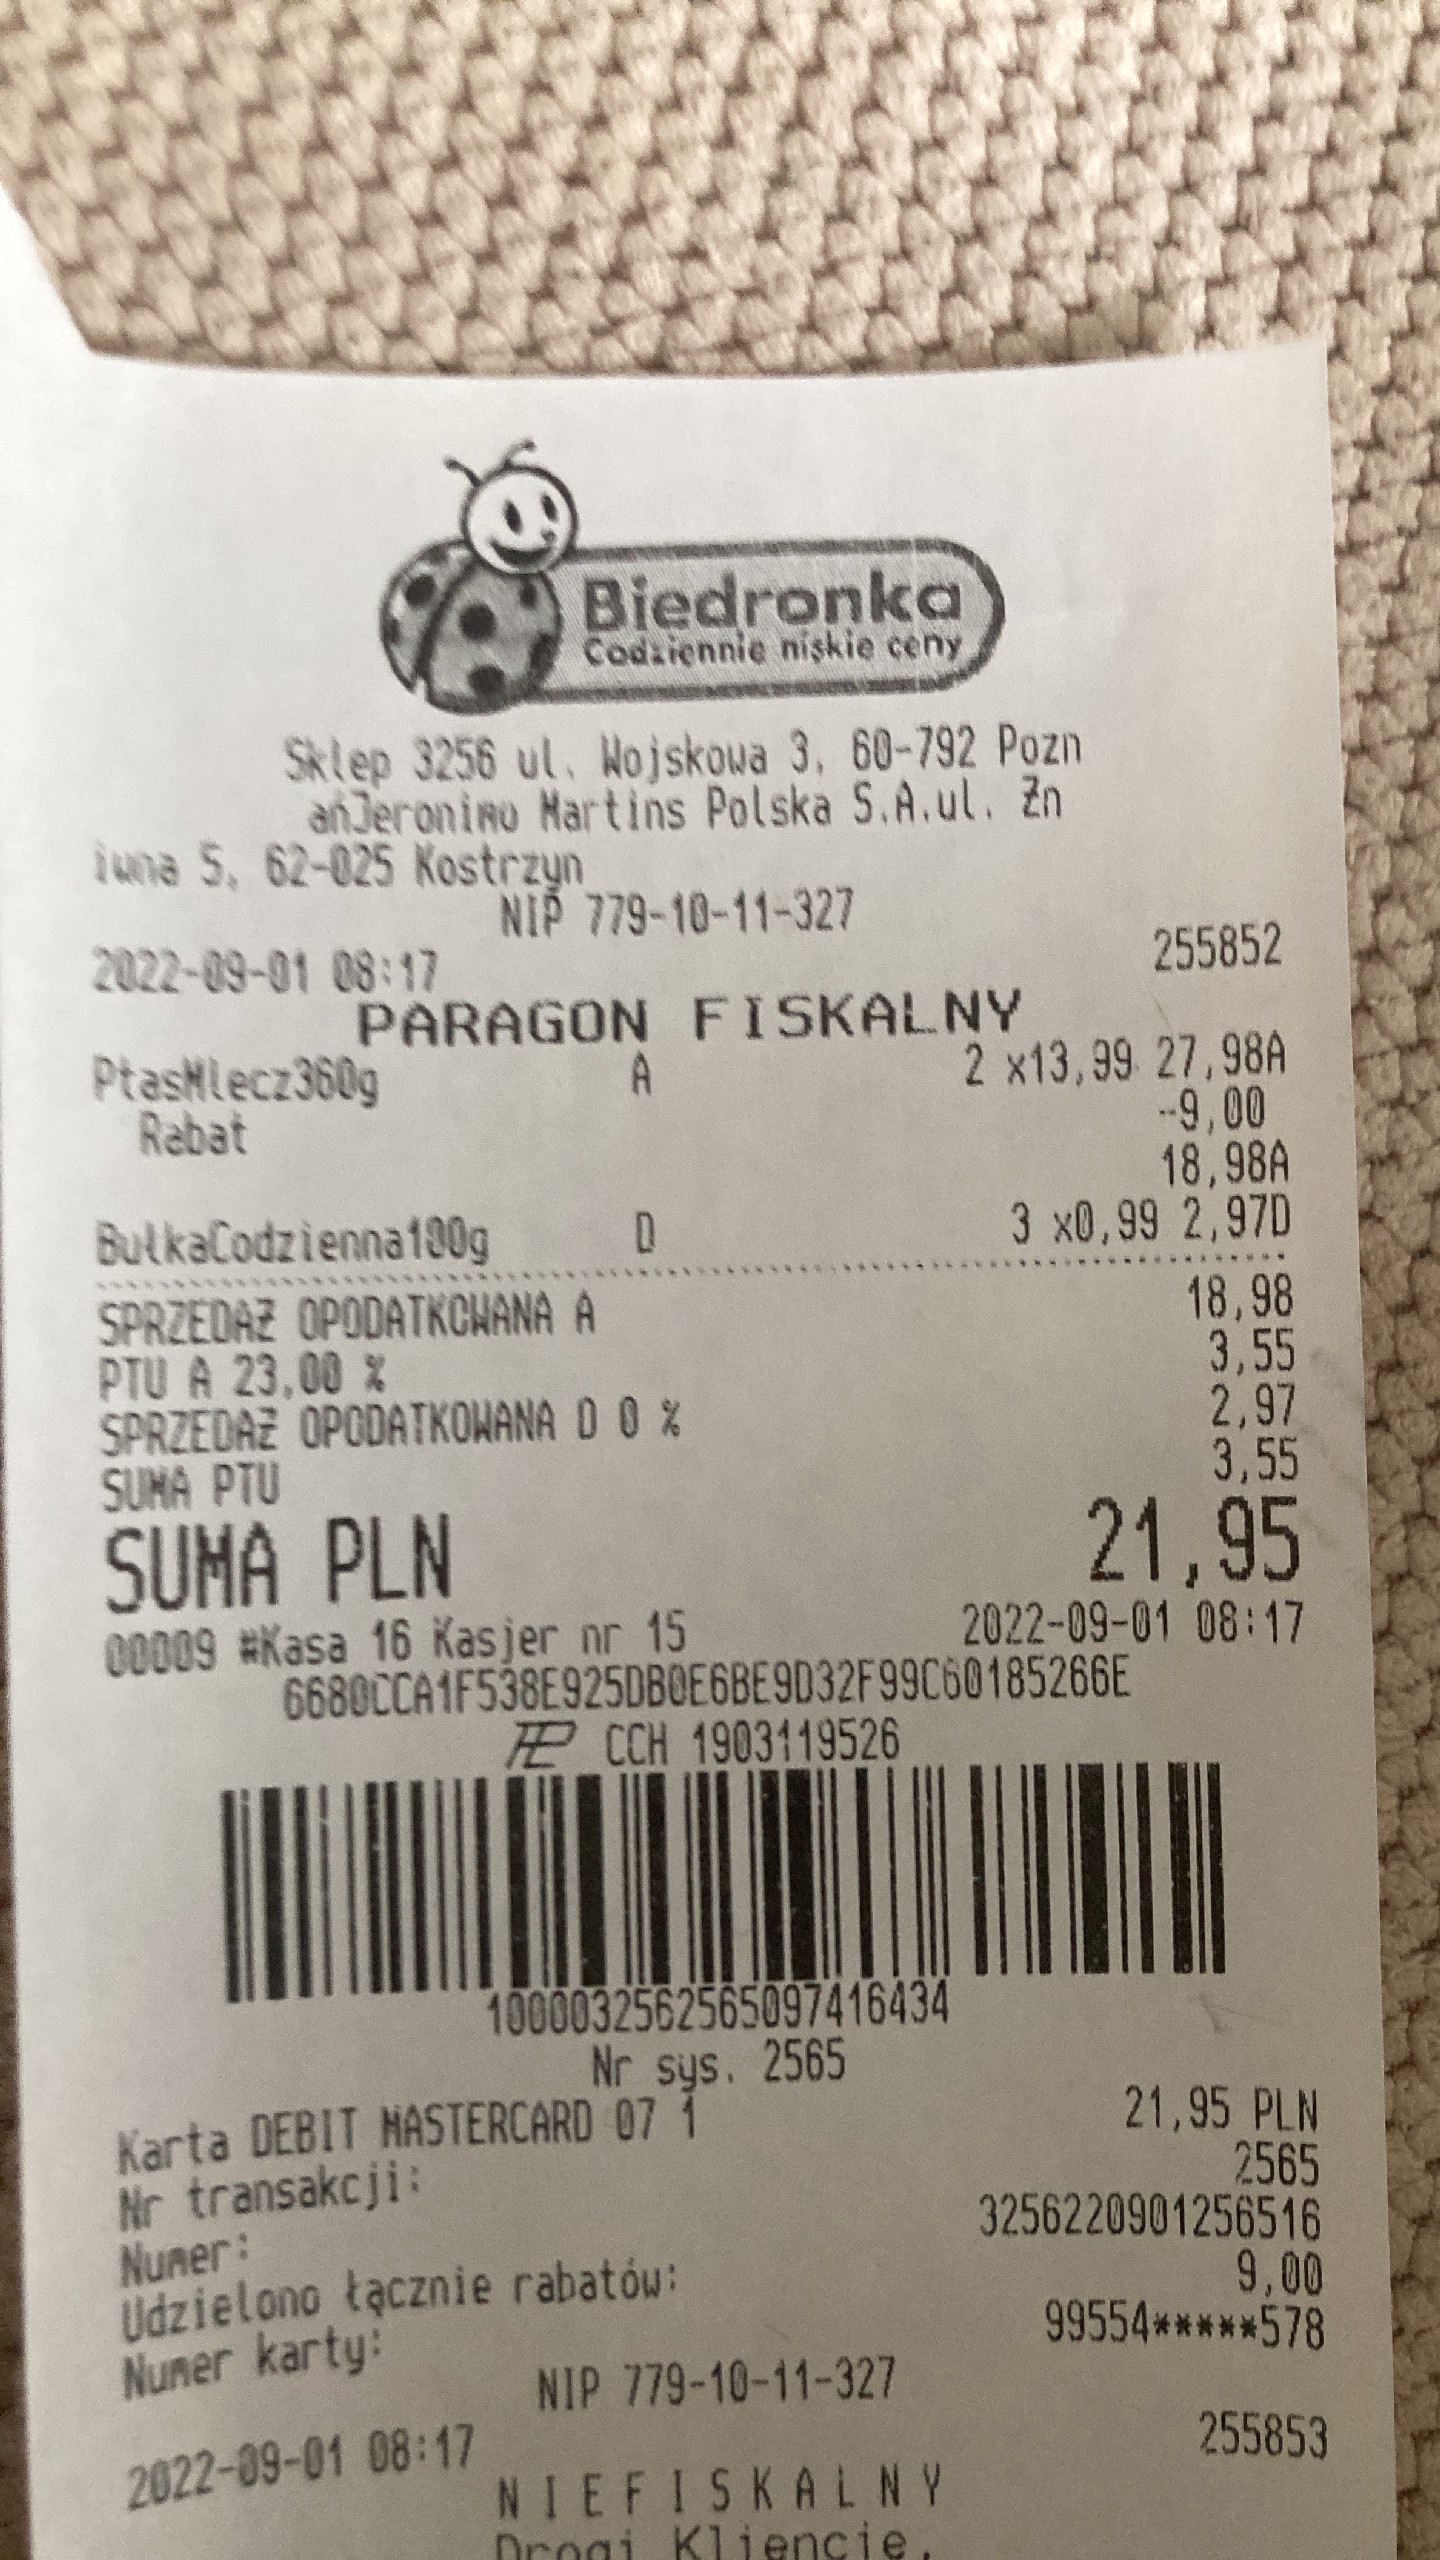 Biedronka
Codziennie niskie ceny
Sklep 3256 ul. Wojskowa 3, 60-792 Pozn
ańJeronimo Martins Polska S.A.ul. Żn
iwna 5, 62-025 Kostrzyn
NIP 779-10-11-327
2022-09-01 08:17 255852
PARAGON FISKALNY
PtasMlecz360g A 2 x13,99 27,98A
Rabat -9,00
18,98A
BułkaCodzienna100g D 3 x0,99 2,97D
SPRZEDAŻ OPODATKOWANA A 18,98
PTU A 23,00 % 3,55
SPRZEDAŻ OPODATKOWANA D 0 % 2,97
SUMA PTU 3,55
SUMA PLN 21,95
00009 #Kasa 16 Kasjer nr 15 2022-09-01 08:17
6680CCA1F538E925DB0E6BE9D32F99C60185266E
CCH 1903119526
1000032562565097416434
Nr sys. 2565
Karta DEBIT MASTERCARD 07 1 21,95 PLN
Nr transakcji: 2565
Numer: 3256220901256516
Udzielono łącznie rabatów: 9,00
Numer karty: 99554*****578
NIP 779-10-11-327
2022-09-01 08:17 255853
NIEFISKALNY
Drogi Kliencie,